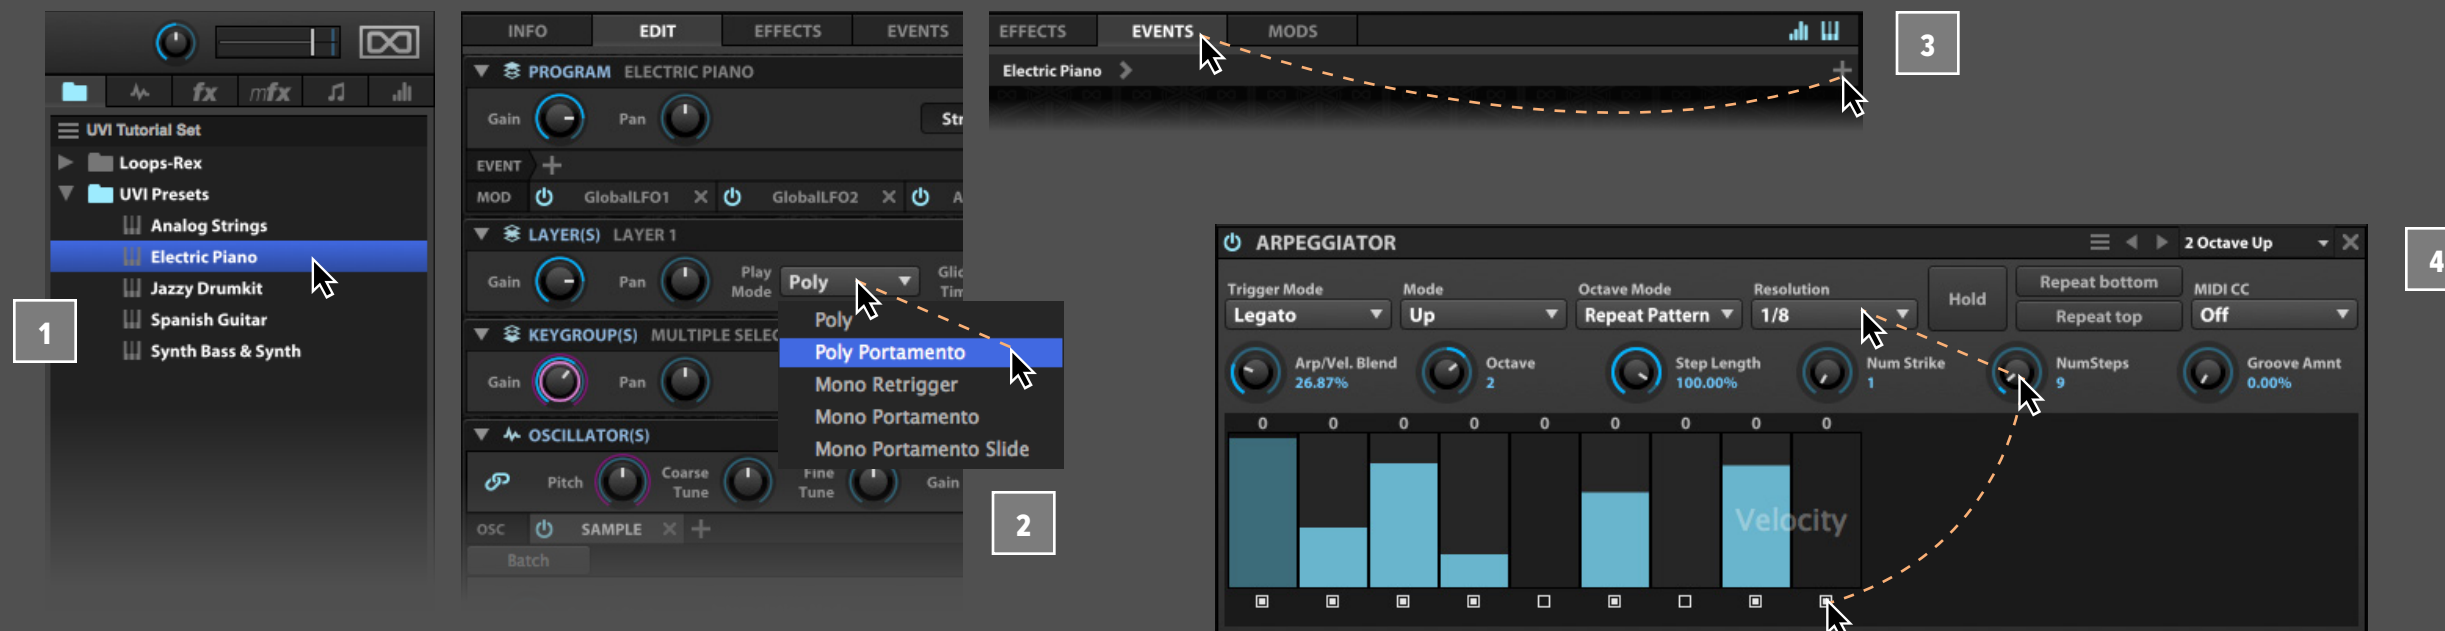 fx
mfx
UVI Tutorial Set
Loops-Rex
UVI Presets
Analog Strings
Electric Piano
Jazzy Drumkit
Spanish Guitar
Synth Bass & Synth
1
INFO EDIT EFFECTS EVENTS
PROGRAM ELECTRIC PIANO
Gain Pan Str
EVENT
MOD GlobalLFO1 GlobalLFO2 A
LAYER(S) LAYER 1
Gain Pan Play Mode Poly Glid Tim
KEYGROUP(S) MULTIPLE SELEC
Gain Pan
Poly
Poly Portamento
Mono Retrigger
Mono Portamento
Mono Portamento Slide
OSCILLATOR(S)
Pitch Coarse Tune Fine Tune Gain
OSC SAMPLE
Batch
2
EFFECTS EVENTS MODS
Electric Piano
3
ARPEGGIATOR 2 Octave Up
4
Trigger Mode Mode Octave Mode Resolution Hold Repeat bottom MIDI CC
Legato Up Repeat Pattern 1/8 Repeat top Off
Arp/Vel. Blend Octave Step Length Num Strike NumSteps Groove Amnt
26.87% 2 100.00% 1 9 0.00%
0 0 0 0 0 0 0 0 0
Velocity